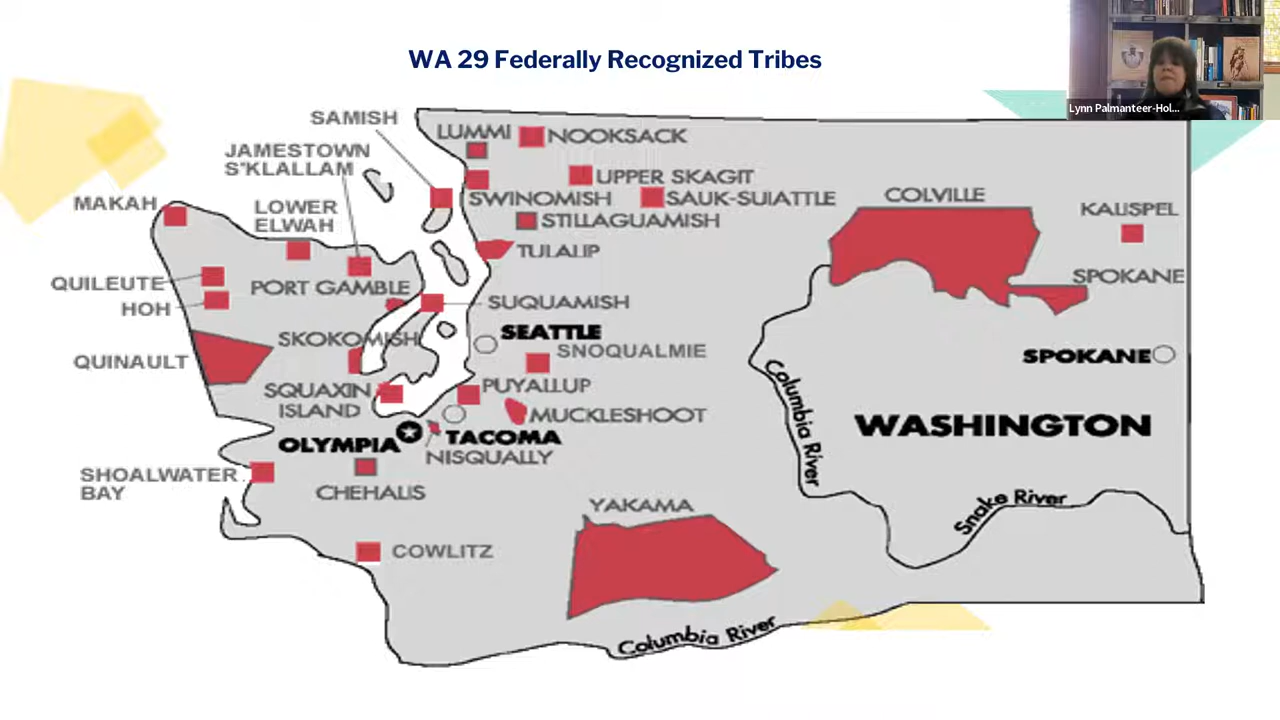 WA 29 Federally Recognized Tribes
Lynn Palmanteer-Hol...
SAMISH
LUMMI
NOOKSACK
JAMESTOWN
S'KLALLAM
UPPER SKAGIT
MAKAH
LOWER
ELWAH
SWINOMISH
SAUK-SUIATTLE
COLVILLE
KALISPEL
STILLAGUAMISH
TULALIP
QUILEUTE
PORT GAMBLE
SPOKANE
HOH
SUQUAMISH
SKOKOMISH
SEATTLE
SNOQUALMIE
SPOKANE
QUINAULT
SQUAXIN
ISLAND
PUYALLUP
Columbia River
MUCKLESHOOT
WASHINGTON
OLYMPIA
TACOMA
NISQUALLY
SHOALWATER
BAY
CHEHALIS
YAKAMA
Snake River
COWLITZ
Columbia River